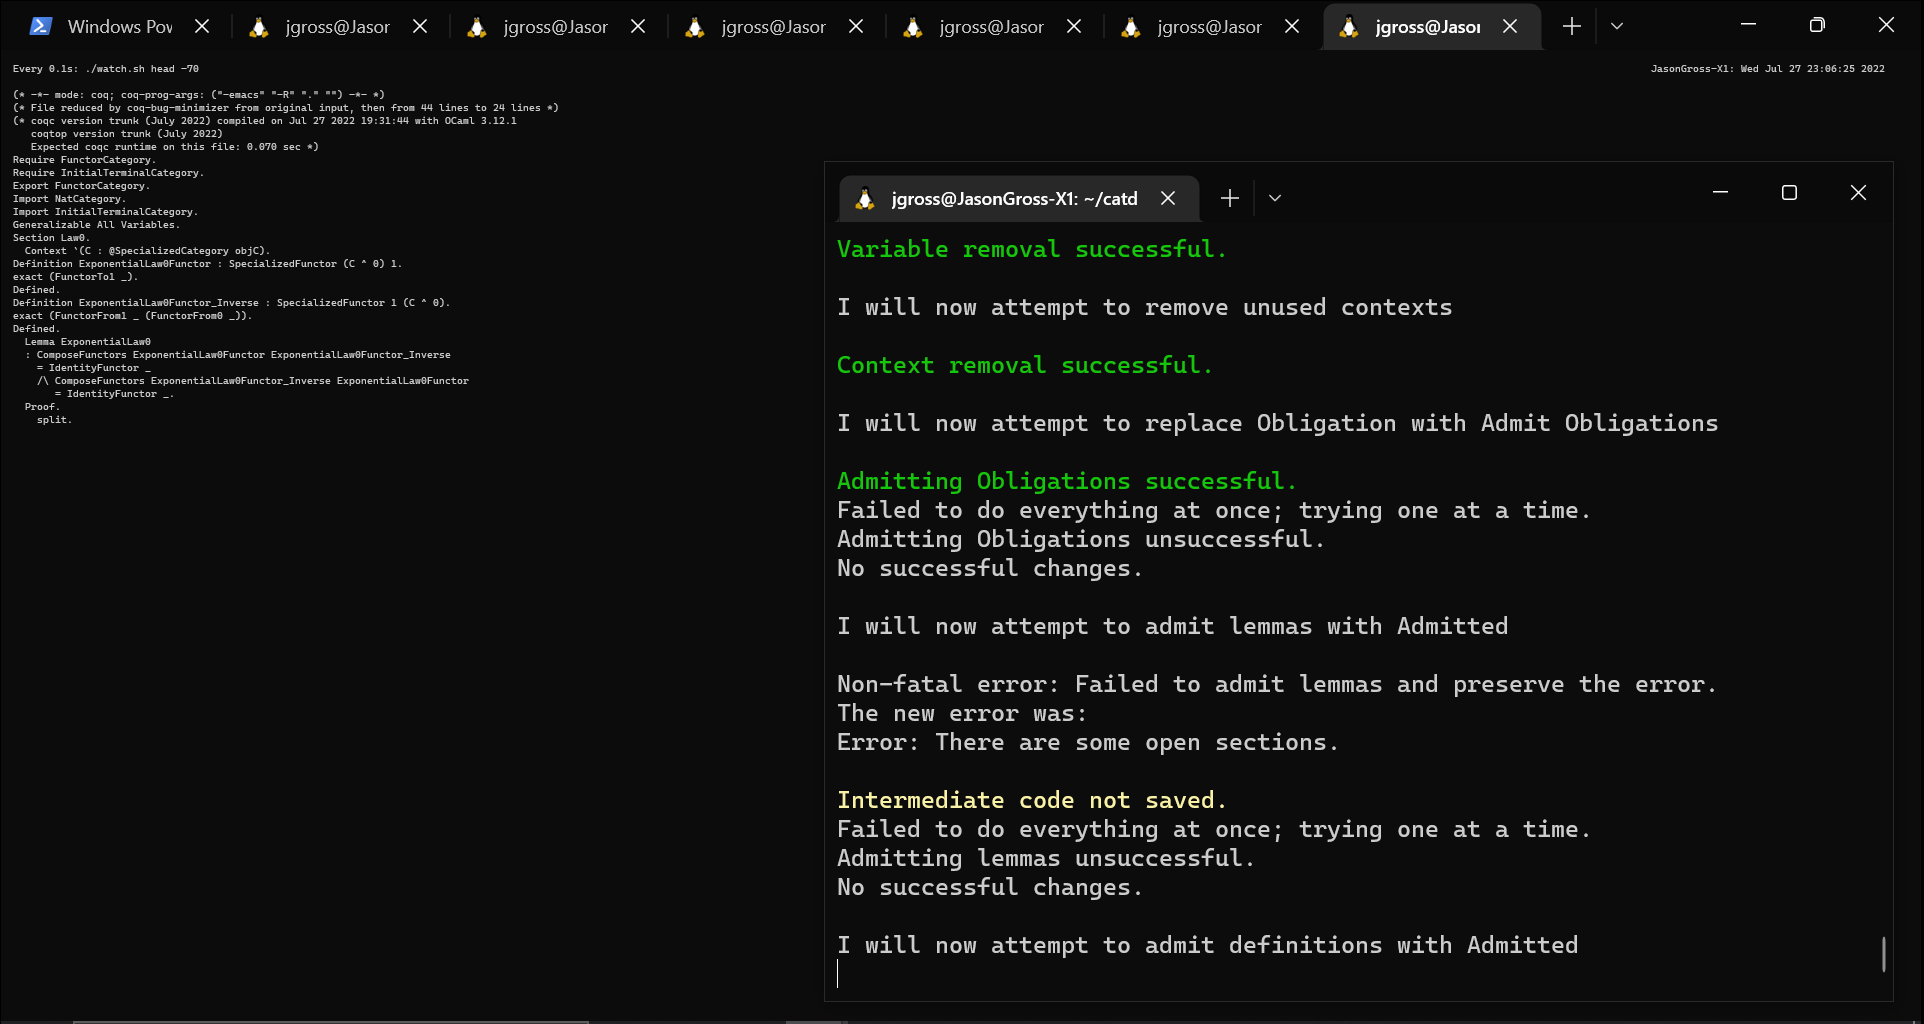 Windows Pov
jgross@Jasor
jgross@Jasor
jgross@Jasor
jgross@Jasor
jgross@Jasor
jgross@Jasor
Every 0.1s: ./watch.sh head -70
JasonGross-X1: Wed Jul 27 23:06:25 2022
(* -*- mode: coq; coq-prog-args: ("-emacs" "-R" "." "") -*- *)
(* File reduced by coq-bug-minimizer from original input, then from 44 lines to 24 lines *)
(* coqc version trunk (July 2022) compiled on Jul 27 2022 19:31:44 with OCaml 3.12.1
coqtop version trunk (July 2022)
Expected coqc runtime on this file: 0.070 sec *)
Require FunctorCategory.
Require InitialTerminalCategory.
Export FunctorCategory.
Import NatCategory.
Import InitialTerminalCategory.
Generalizable All Variables.
Section Law0.
Context `(C : @SpecializedCategory objC).
Definition ExponentialLaw0Functor : SpecializedFunctor (C ^ 0) 1.
exact (FunctorTo1 _).
Defined.
Definition ExponentialLaw0Functor_Inverse : SpecializedFunctor 1 (C ^ 0).
exact (FunctorFrom1 _ (FunctorFrom0 _)).
Defined.
Lemma ExponentialLaw0
: ComposeFunctors ExponentialLaw0Functor ExponentialLaw0Functor_Inverse
= IdentityFunctor _
/\ ComposeFunctors ExponentialLaw0Functor_Inverse ExponentialLaw0Functor
= IdentityFunctor _.
Proof.
split.
jgross@JasonGross-X1: ~/catd
Variable removal successful.
I will now attempt to remove unused contexts
Context removal successful.
I will now attempt to replace Obligation with Admit Obligations
Admitting Obligations successful.
Failed to do everything at once; trying one at a time.
Admitting Obligations unsuccessful.
No successful changes.
I will now attempt to admit lemmas with Admitted
Non-fatal error: Failed to admit lemmas and preserve the error.
The new error was:
Error: There are some open sections.
Intermediate code not saved.
Failed to do everything at once; trying one at a time.
Admitting lemmas unsuccessful.
No successful changes.
I will now attempt to admit definitions with Admitted